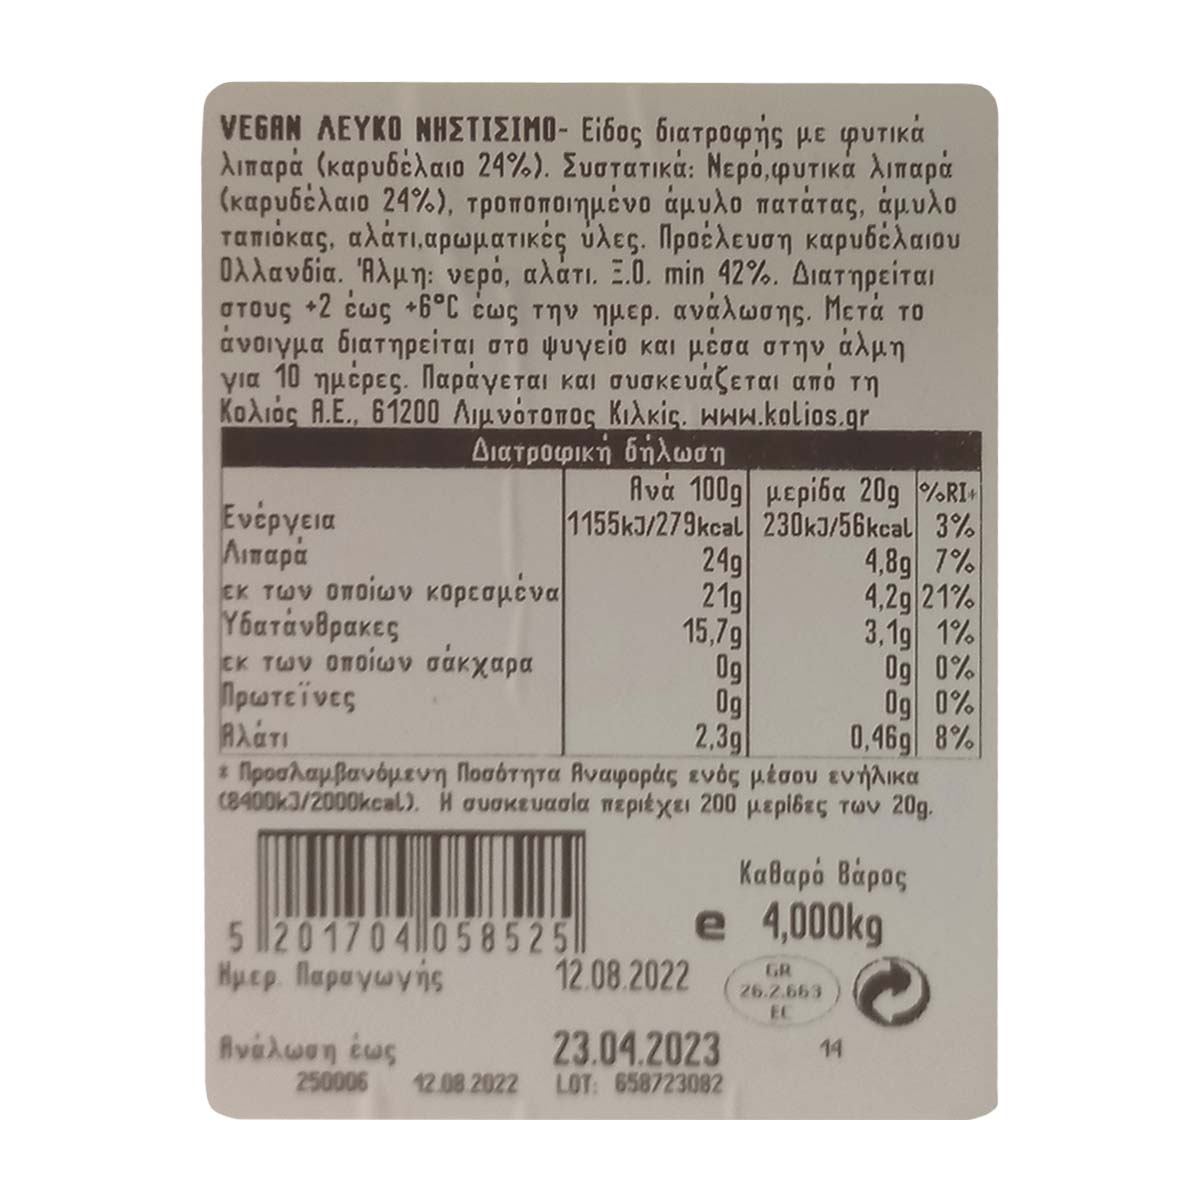 VEGAN ΛΕΥΚΟ ΝΗΣΤΙΣΙΜΟ- Είδος διατροφής με φυτικά
λιπαρά (καρυδέλαιο 24%). Συστατικά: Νερό,φυτικά λιπαρά
(καρυδέλαιο 24%), τροποποιημένο άμυλο πατάτας, άμυλο
ταπιόκας, αλάτι,αρωματικές ύλες. Προέλευση καρυδέλαιου
Ολλανδία. Άλμη: νερό, αλάτι. Ξ.Ο. min 42%. Διατηρείται
στους +2 έως +6°C έως την ημερ. ανάλωσης. Μετά το
άνοιγμα διατηρείται στο ψυγείο και μέσα στην άλμη
για 10 ημέρες. Παράγεται και συσκευάζεται από τη
Κολιός Α.Ε., 61200 Λιμνότοπος Κιλκίς. www.kolios.gr
Διατροφική δήλωση
Ανά 100g μερίδα 20g %RI*
Ενέργεια 1155kJ/279kcal 230kJ/56kcal 3%
Λιπαρά 24g 4,8g 7%
εκ των οποίων κορεσμένα 21g 4,2g 21%
Υδατάνθρακες 15,7g 3,1g 1%
εκ των οποίων σάκχαρα 0g 0g 0%
Πρωτεΐνες 0g 0g 0%
Αλάτι 2,3g 0,46g 8%
* Προσλαμβανόμενη Ποσότητα Αναφοράς ενός μέσου ενήλικα
(8400kJ/2000kcal). Η συσκευασία περιέχει 200 μερίδες των 20g.
Καθαρό Βάρος
e 4,000kg
5 201704 058525
Ημερ. Παραγωγής 12.08.2022
GR
26.2.663
EC
Ανάλωση έως 23.04.2023 14
250006 12.08.2022 LOT: 658723082